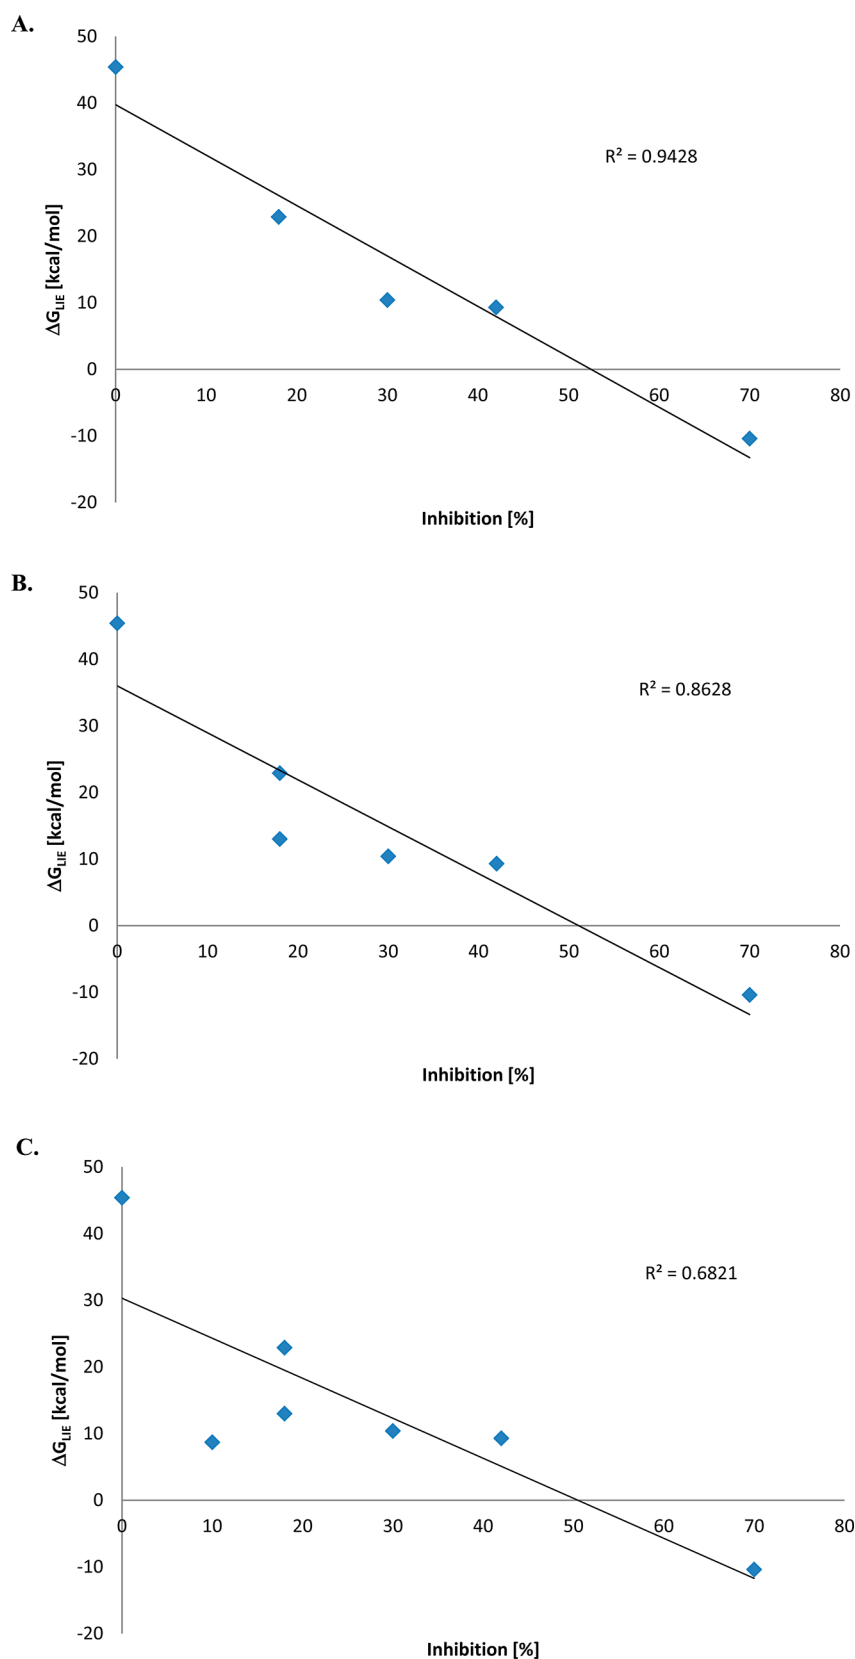 A.
50
40
30
20
10
0
-10
-20
ΔG_LIE [kcal/mol]
R² = 0.9428
0 10 20 30 40 50 60 70 80
Inhibition [%]
B.
50
40
30
20
10
0
-10
-20
ΔG_LIE [kcal/mol]
R² = 0.8628
0 10 20 30 40 50 60 70 80
Inhibition [%]
C.
50
40
30
20
10
0
-10
-20
ΔG_LIE [kcal/mol]
R² = 0.6821
0 10 20 30 40 50 60 70 80
Inhibition [%]